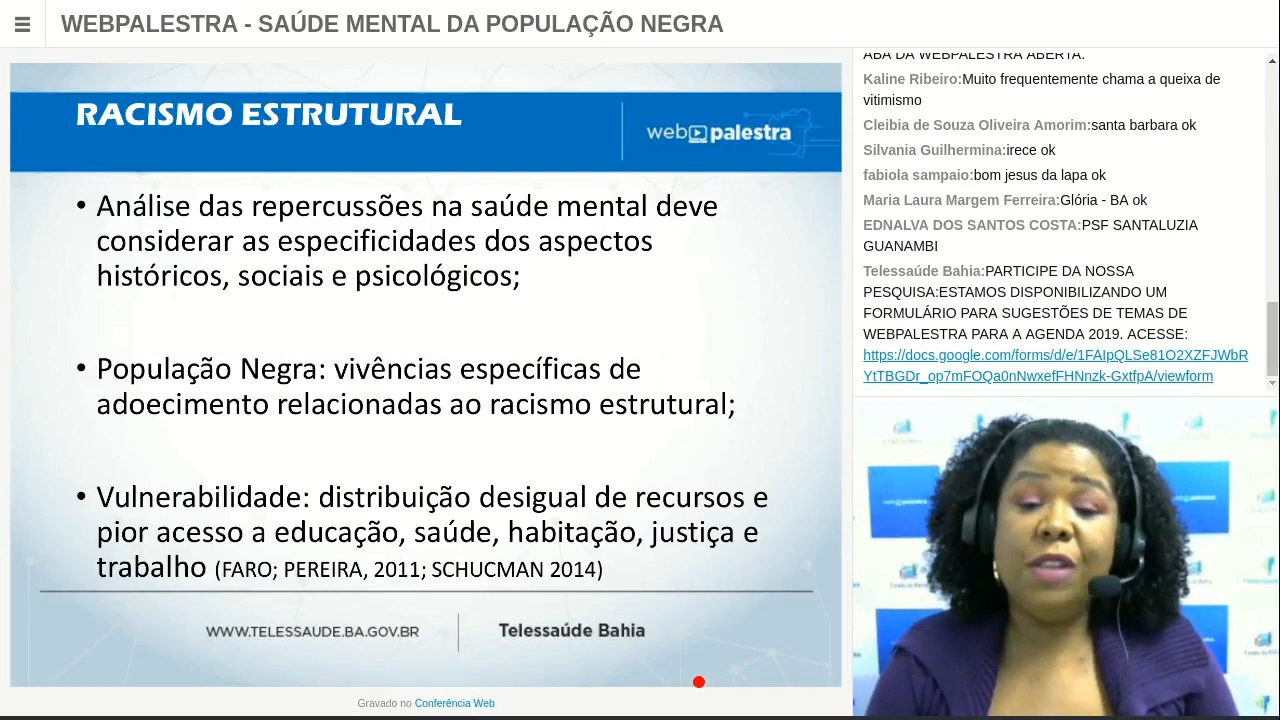 WEBPALESTRA - SAÚDE MENTAL DA POPULAÇÃO NEGRA
RACISMO ESTRUTURAL
web palestra
• Análise das repercussões na saúde mental deve
considerar as especificidades dos aspectos
históricos, sociais e psicológicos;
• População Negra: vivências específicas de
adoecimento relacionadas ao racismo estrutural;
• Vulnerabilidade: distribuição desigual de recursos e
pior acesso a educação, saúde, habitação, justiça e
trabalho (FARO; PEREIRA, 2011; SCHUCMAN 2014)
WWW.TELESSAUDE.BA.GOV.BR
Telessaúde Bahia
Gravado no Conferência Web
ABA DA WEBPALESTRA ABERTA.
Kaline Ribeiro:Muito frequentemente chama a queixa de
vitimismo
Cleibia de Souza Oliveira Amorim:santa barbara ok
Silvania Guilhermina:irece ok
fabiola sampaio:bom jesus da lapa ok
Maria Laura Margem Ferreira:Glória - BA ok
EDNALVA DOS SANTOS COSTA:PSF SANTALUZIA
GUANAMBI
Telessaúde Bahia:PARTICIPE DA NOSSA
PESQUISA:ESTAMOS DISPONIBILIZANDO UM
FORMULÁRIO PARA SUGESTÕES DE TEMAS DE
WEBPALESTRA PARA A AGENDA 2019. ACESSE:
https://docs.google.com/forms/d/e/1FAIpQLSe81O2XZFJWbR
YtTBGDr_op7mFOQa0nNwxefFHNnzk-GxtfpA/viewform